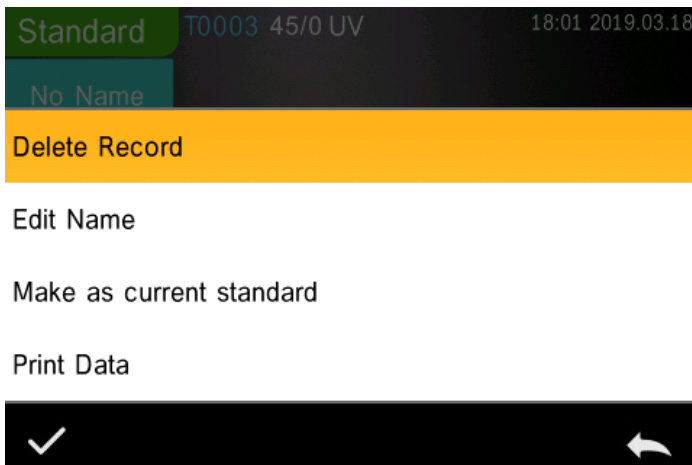 Standard T0003 45/0 UV 18:01 2019.03.18
No Name
Delete Record
Edit Name
Make as current standard
Print Data